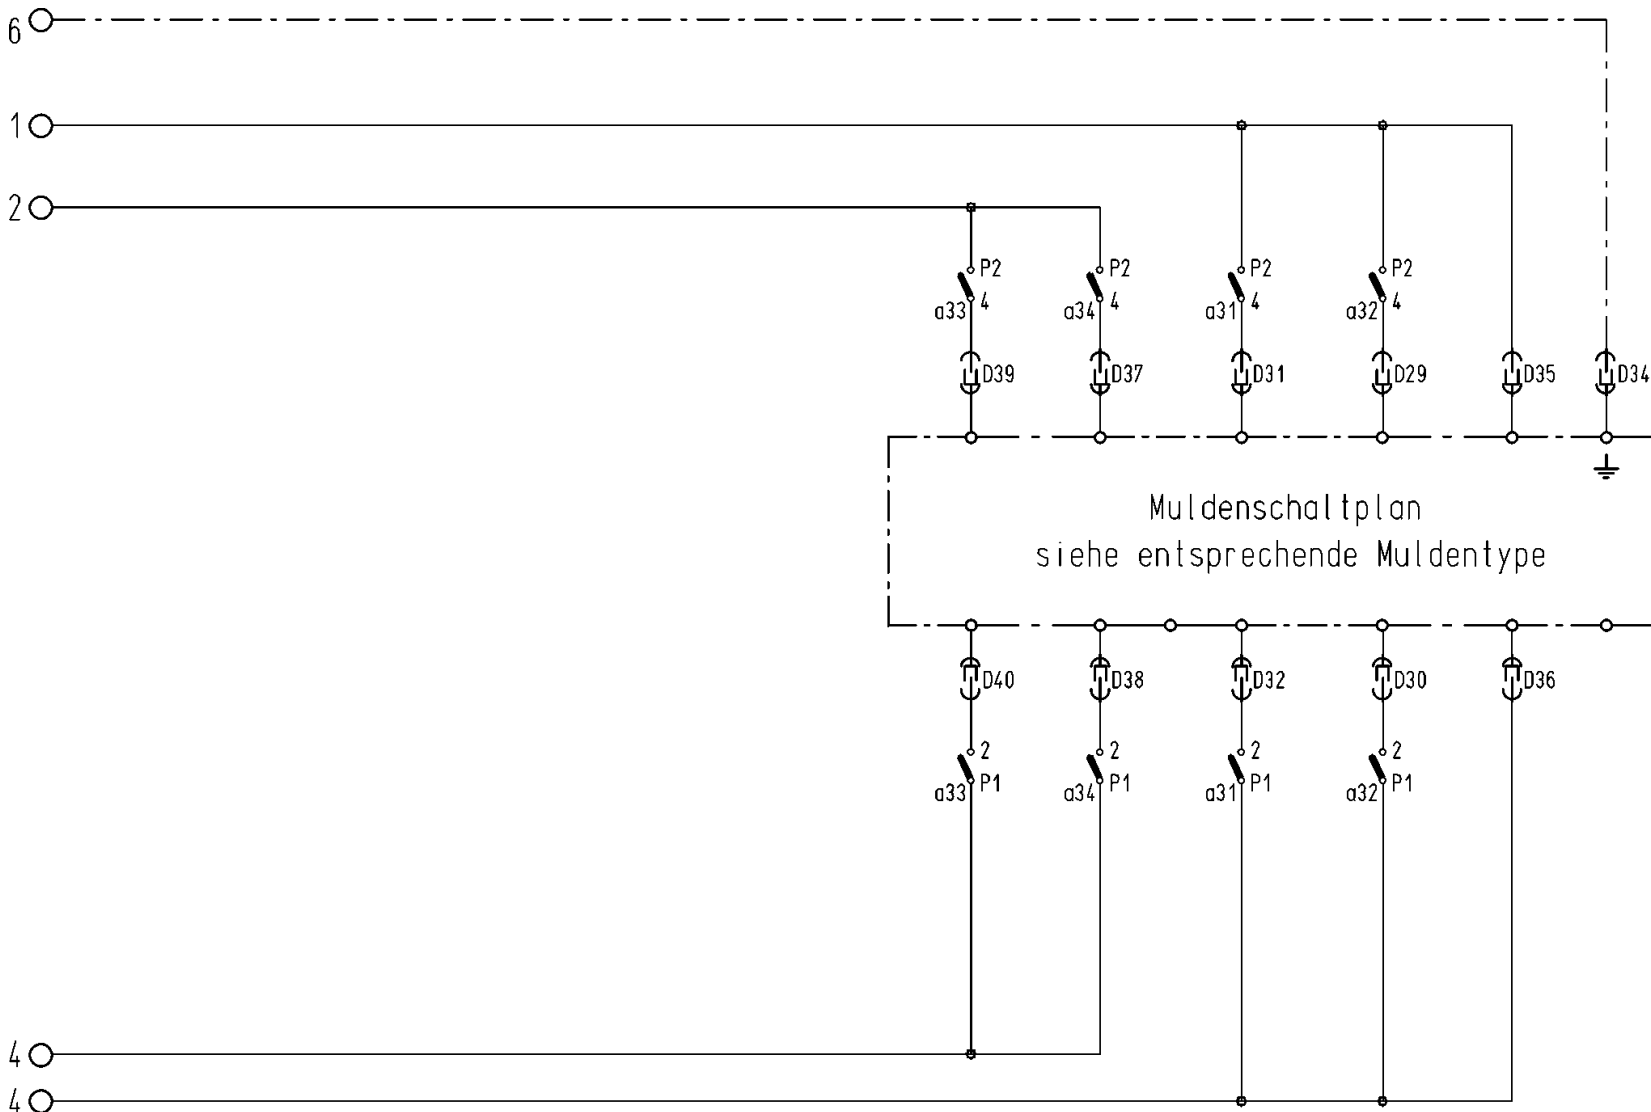 6
1
2
P2 P2 P2 P2
a33 4 a34 4 a31 4 a32 4
D39 D37 D31 D29 D35 D34
Muldenschaltplan
siehe entsprechende Muldentype
D40 D38 D32 D30 D36
2 2 2 2
a33 P1 a34 P1 a31 P1 a32 P1
4
4